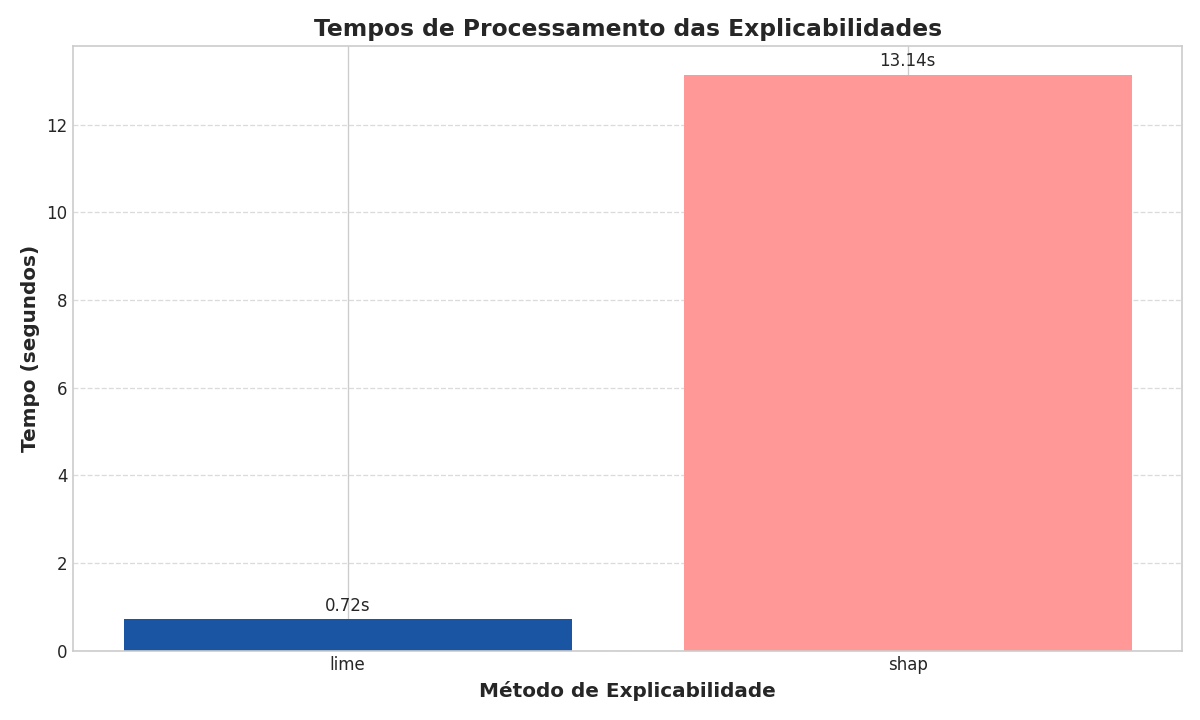 Tempos de Processamento das Explicabilidades
13.14s
12
10
8
6
4
2
0
0.72s
Tempo (segundos)
lime
shap
Método de Explicabilidade